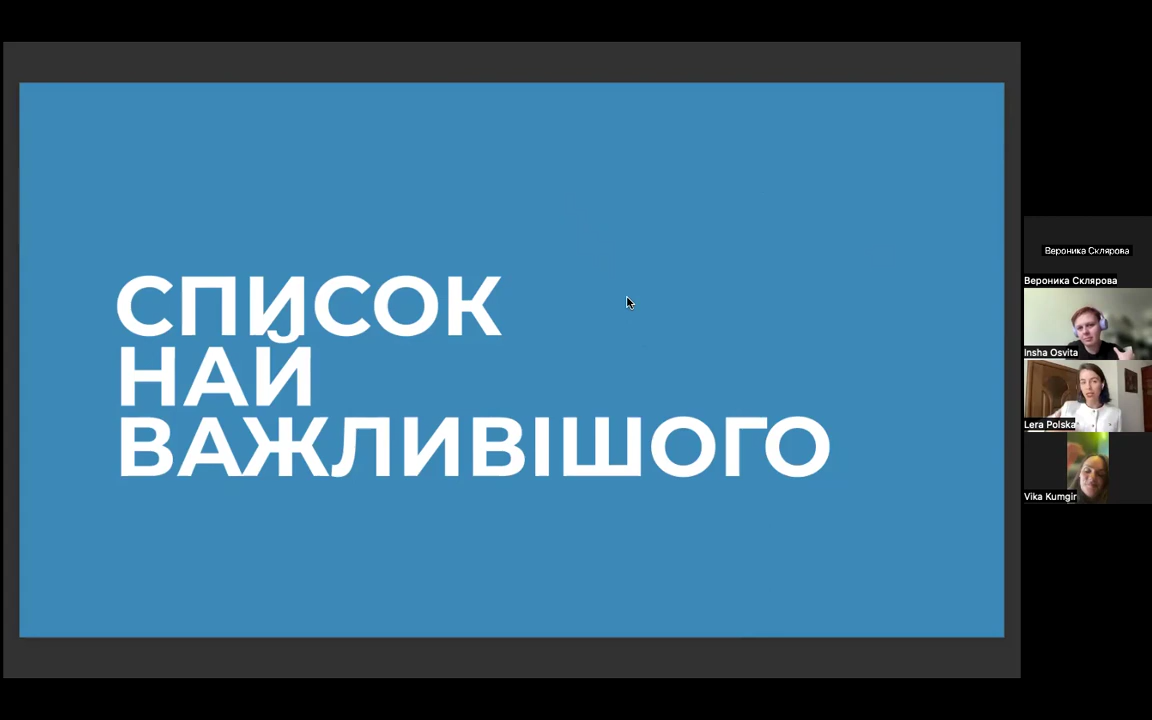 СПИСОК
НАЙ
ВАЖЛИВІШОГО
Вероника Склярова
Вероника Склярова
Insha Osvita
Lera Polska
Vika Kumgir